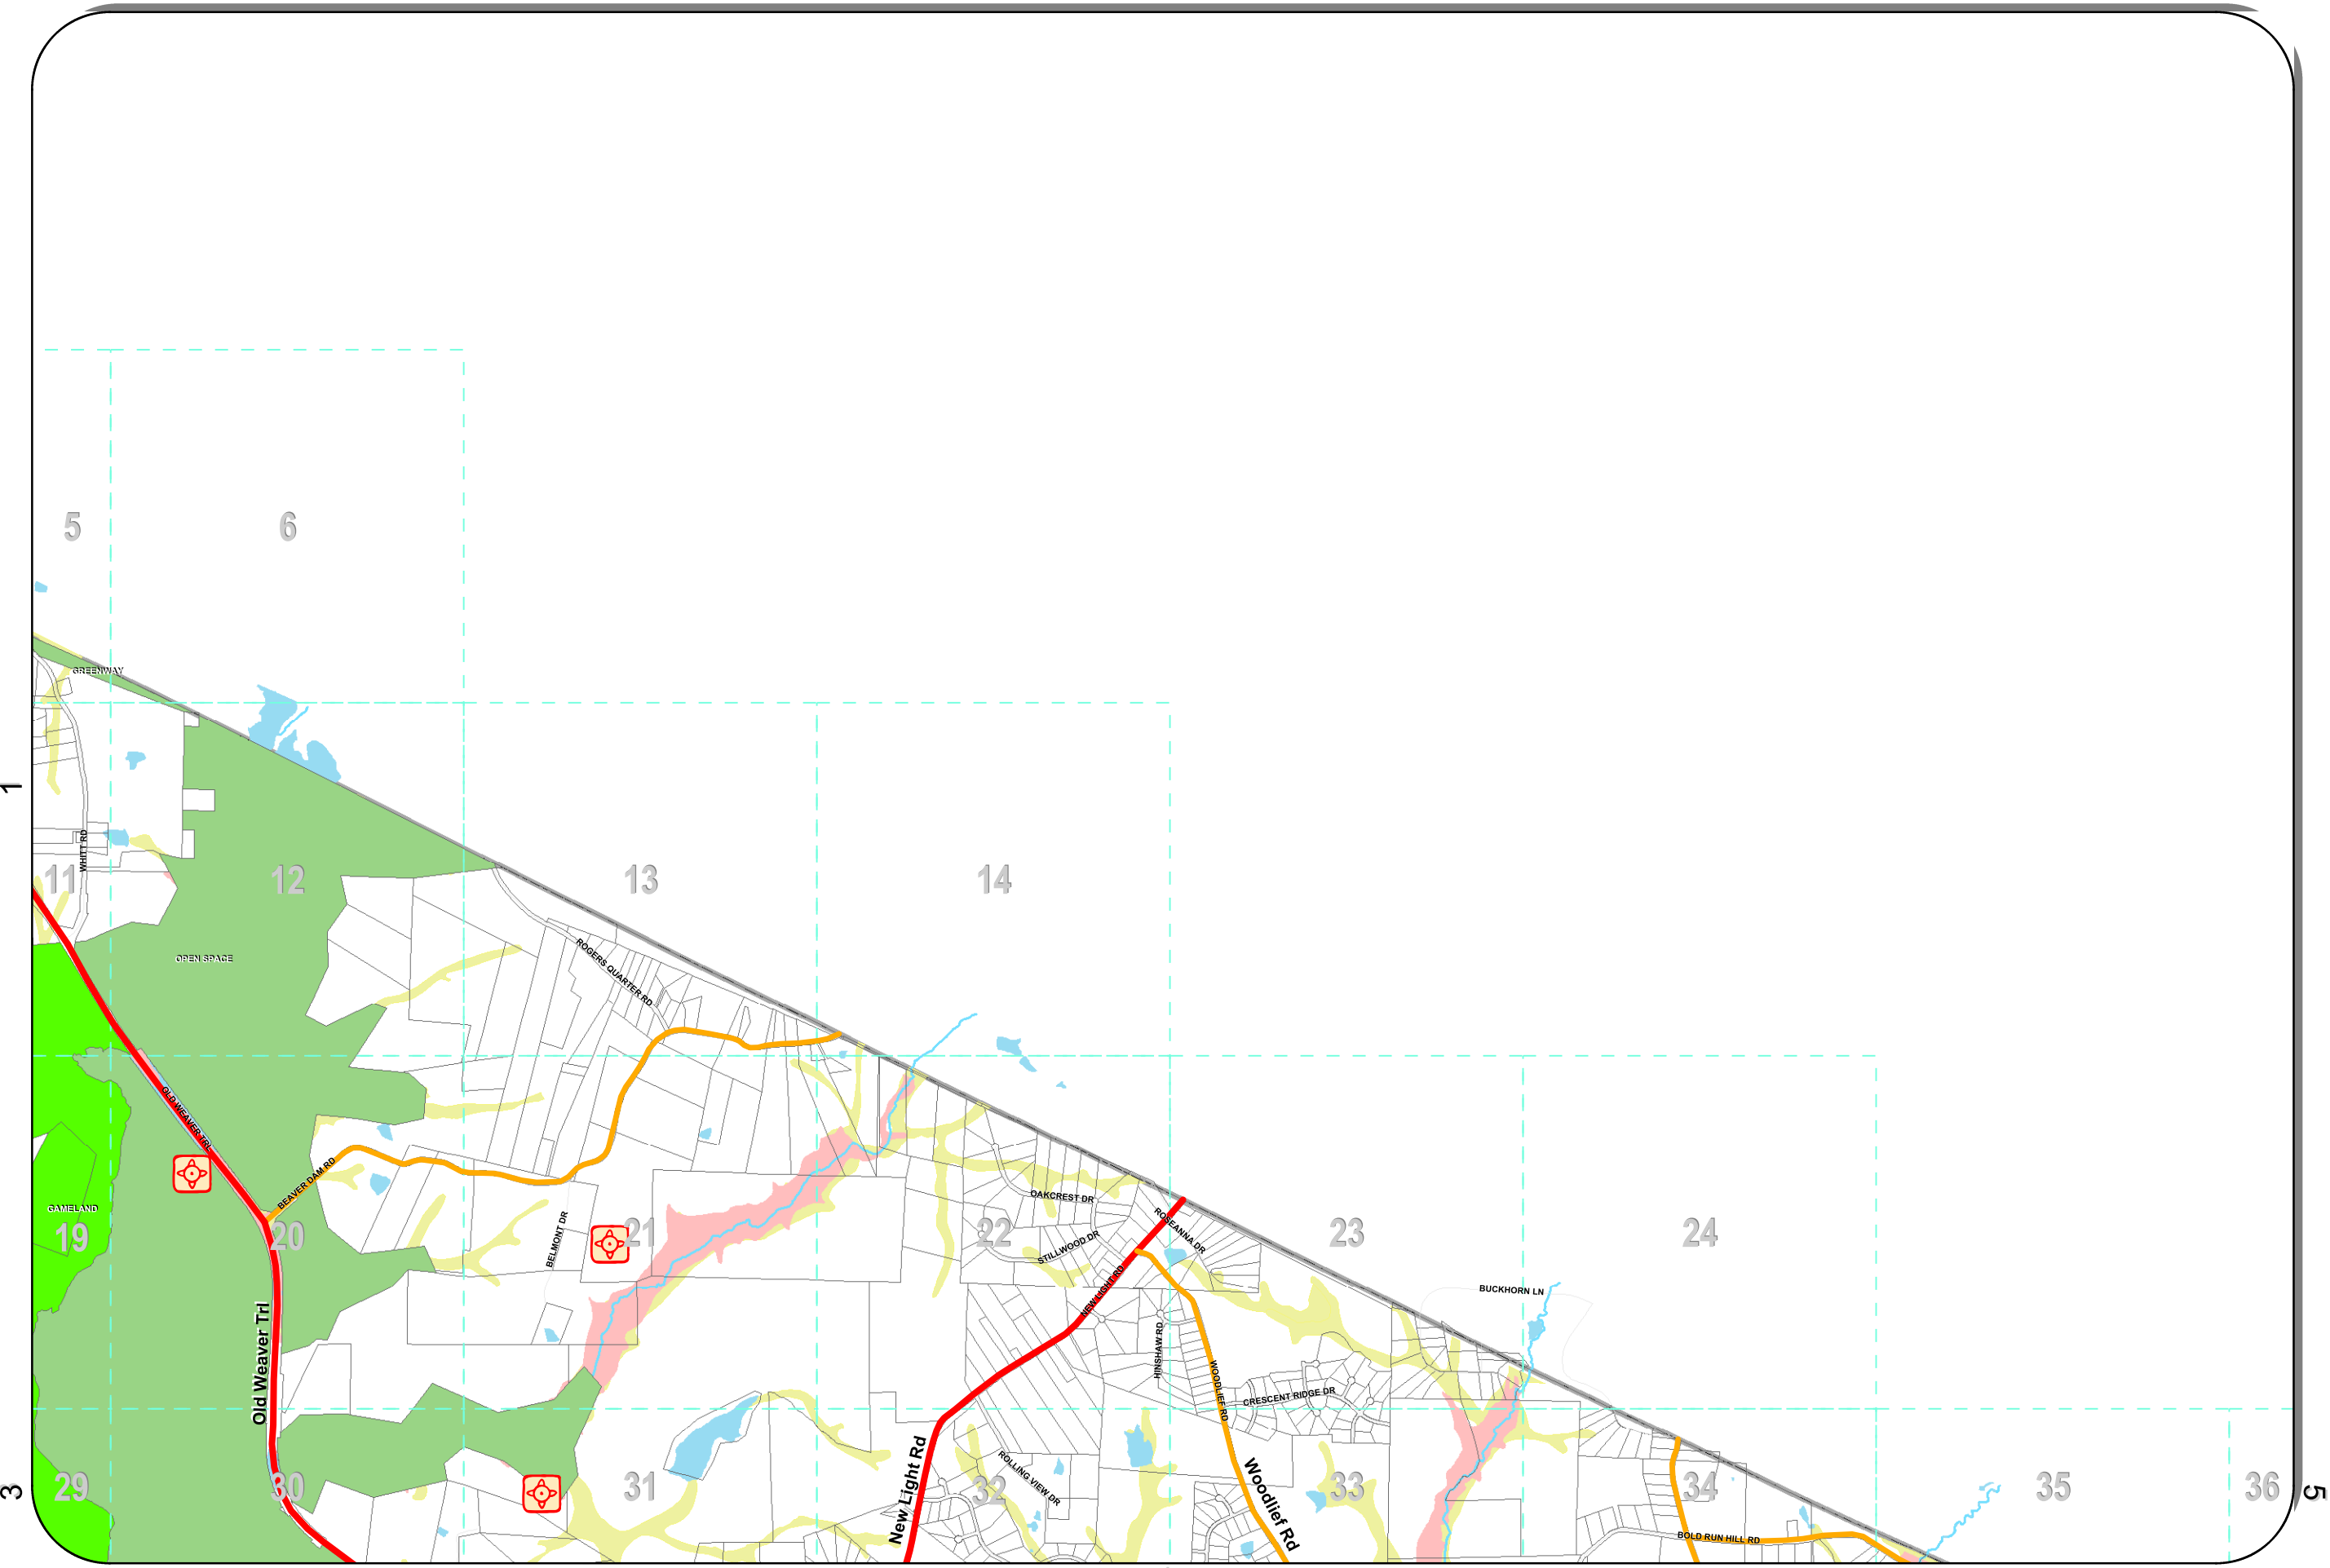 5
6
GREENWAY
1
WHITT RD
11
12
13
14
OPEN SPACE
ROGERS QUARTER RD
OLD WEAVER TRL
BEAVER DAM RD
GAMELAND
19
20
BELMONT DR
21
22
OAKCREST DR
ROSEANNA DR
STILLWOOD DR
NEW LIGHT RD
23
24
BUCKHORN LN
HINSHAW RD
WOODLIEF RD
CRESCENT RIDGE DR
Old Weaver Trl
3
29
30
31
New Light Rd
ROLLING VIEW DR
32
Woodlief Rd
33
34
BOLD RUN HILL RD
35
36
5